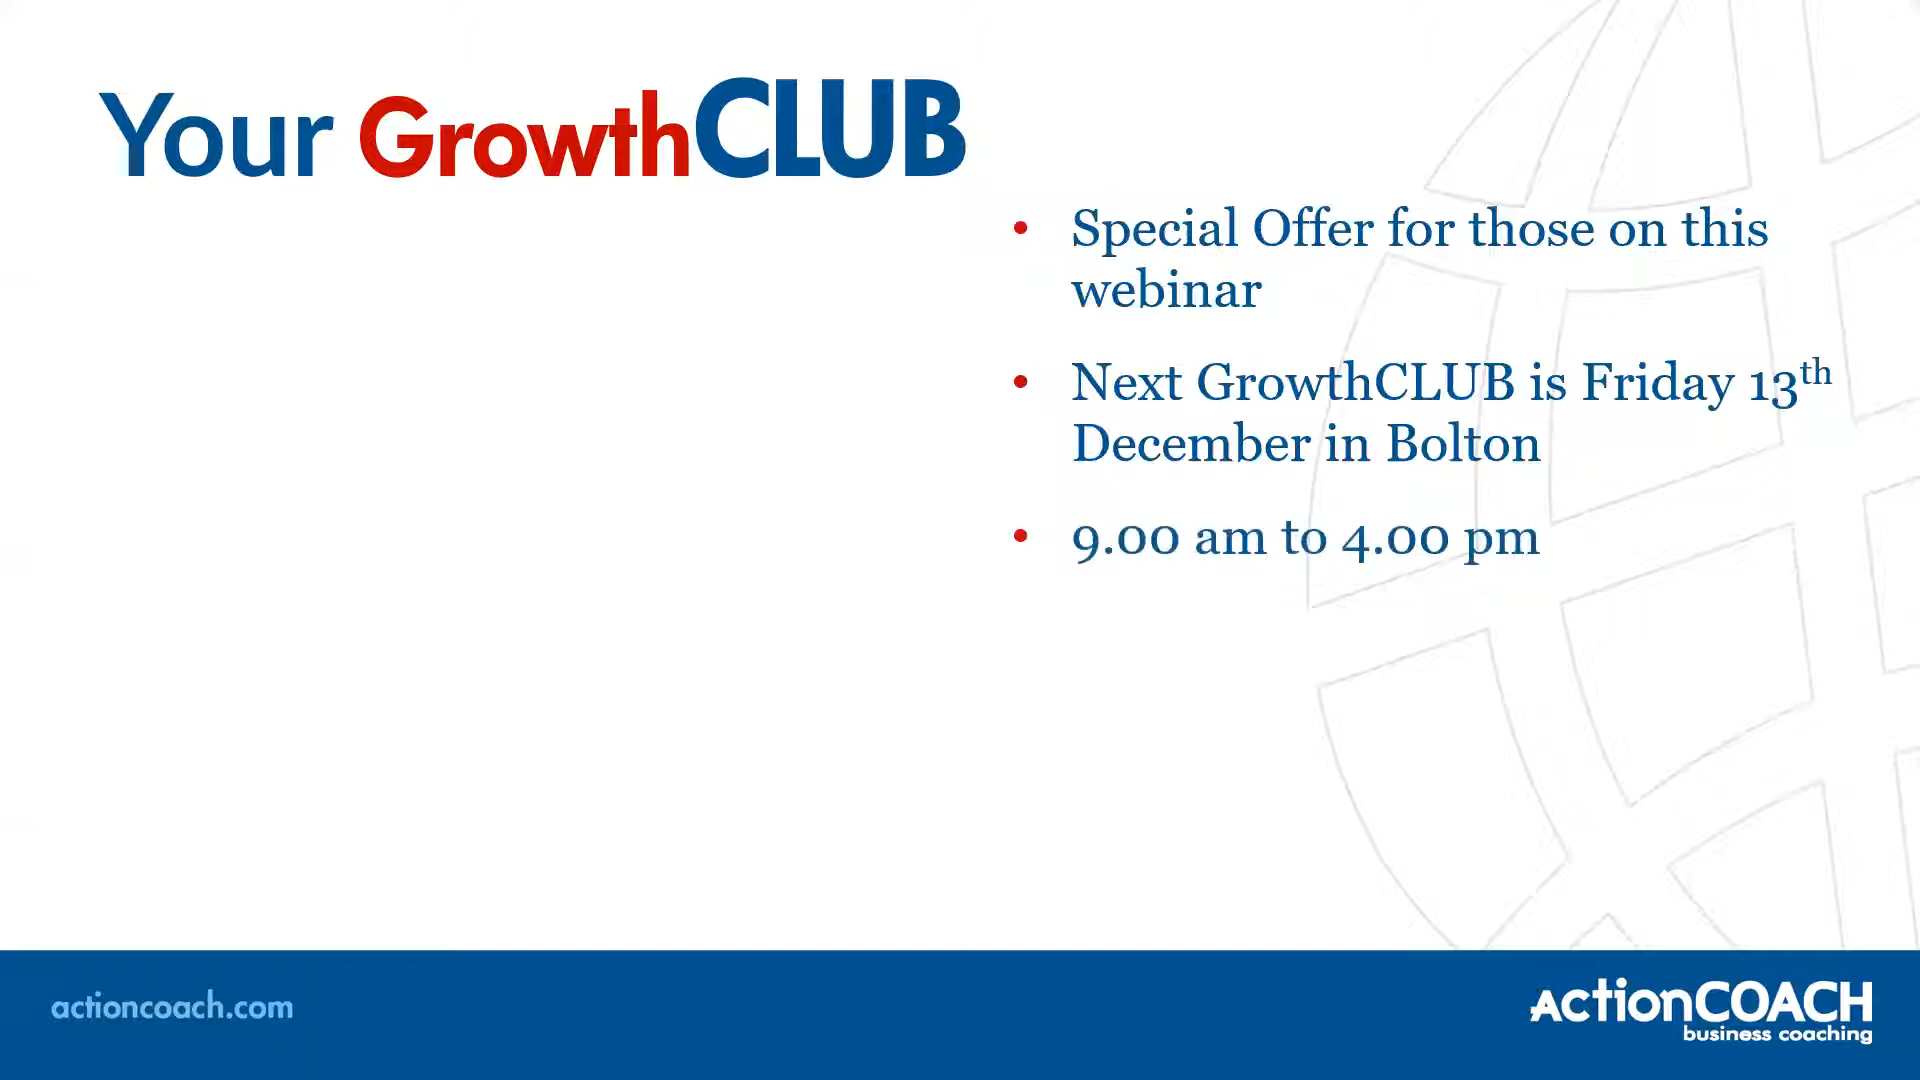 Your GrowthCLUB
• Special Offer for those on this
webinar
• Next GrowthCLUB is Friday 13th
December in Bolton
• 9.00 am to 4.00 pm
actioncoach.com
ActionCOACH
business coaching